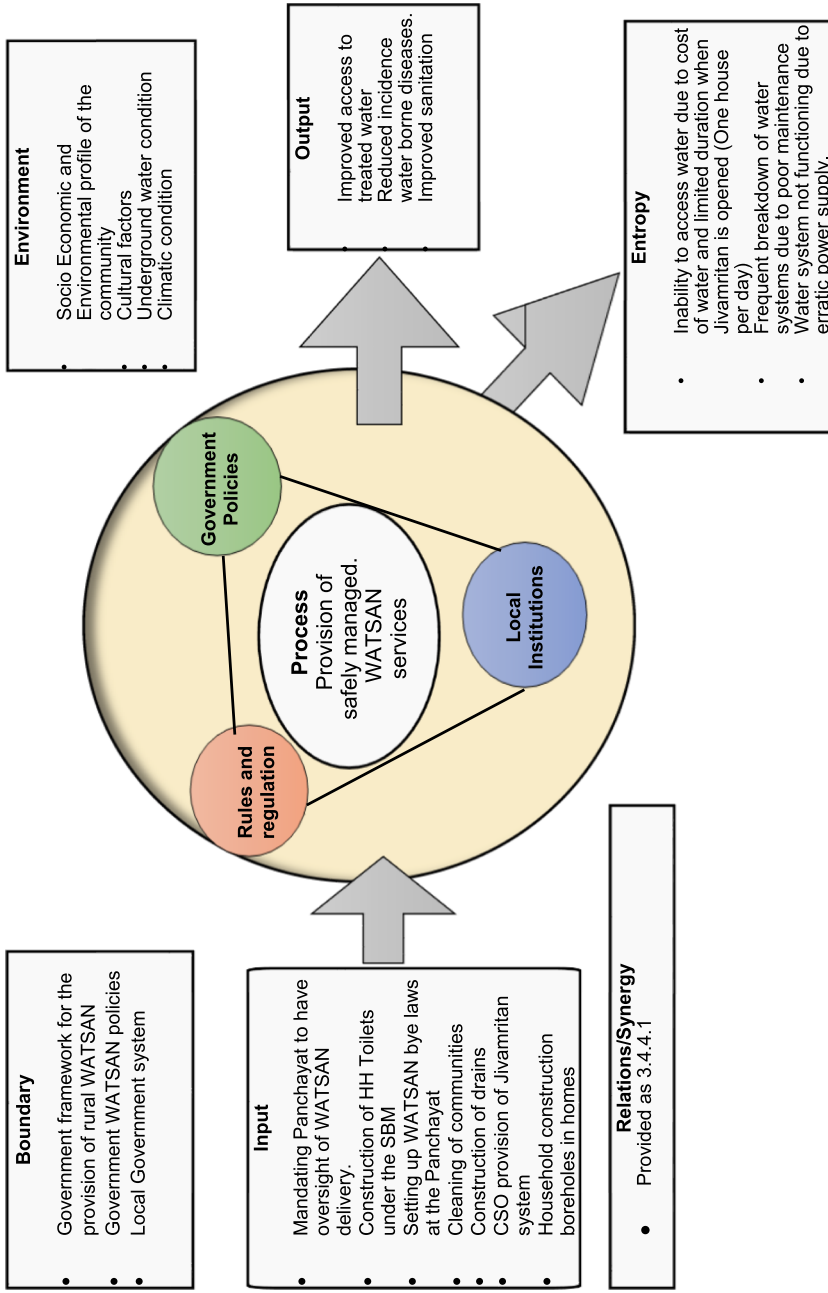 Boundary
Government framework for the
provision of rural WATSAN
Government WATSAN policies
Local Government system
Environment
Socio Economic and
Environmental profile of the
community
Cultural factors
Underground water condition
Climatic condition
Input
Mandating Panchayat to have
oversight of WATSAN
delivery.
Construction of HH Toilets
under the SBM
Setting up WATSAN bye laws
at the Panchayat
Cleaning of communities
Construction of drains
CSO provision of Jivamritan
system
Household construction
boreholes in homes
Rules and
regulation
Government
Policies
Process
Provision of
safely managed.
WATSAN
services
Local
Institutions
Output
Improved access to
treated water
Reduced incidence
water borne diseases.
Improved sanitation
Relations/Synergy
Provided as 3.4.4.1
Entropy
Inability to access water due to cost
of water and limited duration when
Jivamritan is opened (One house
per day)
Frequent breakdown of water
systems due to poor maintenance
Water system not functioning due to
erratic power supply.